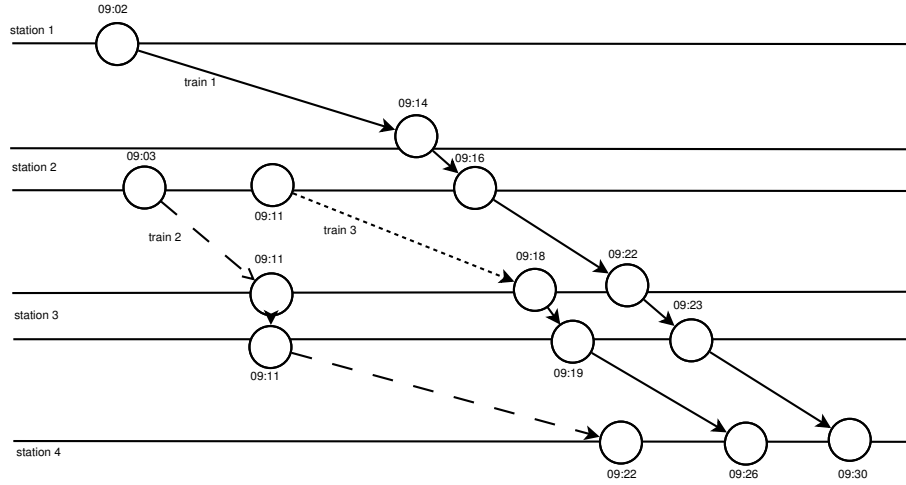 09:02
station 1
train 1
09:14
09:03
09:16
station 2
09:11
train 3
train 2
09:11
09:18
09:22
09:23
station 3
09:11
09:19
station 4
09:22
09:26
09:30